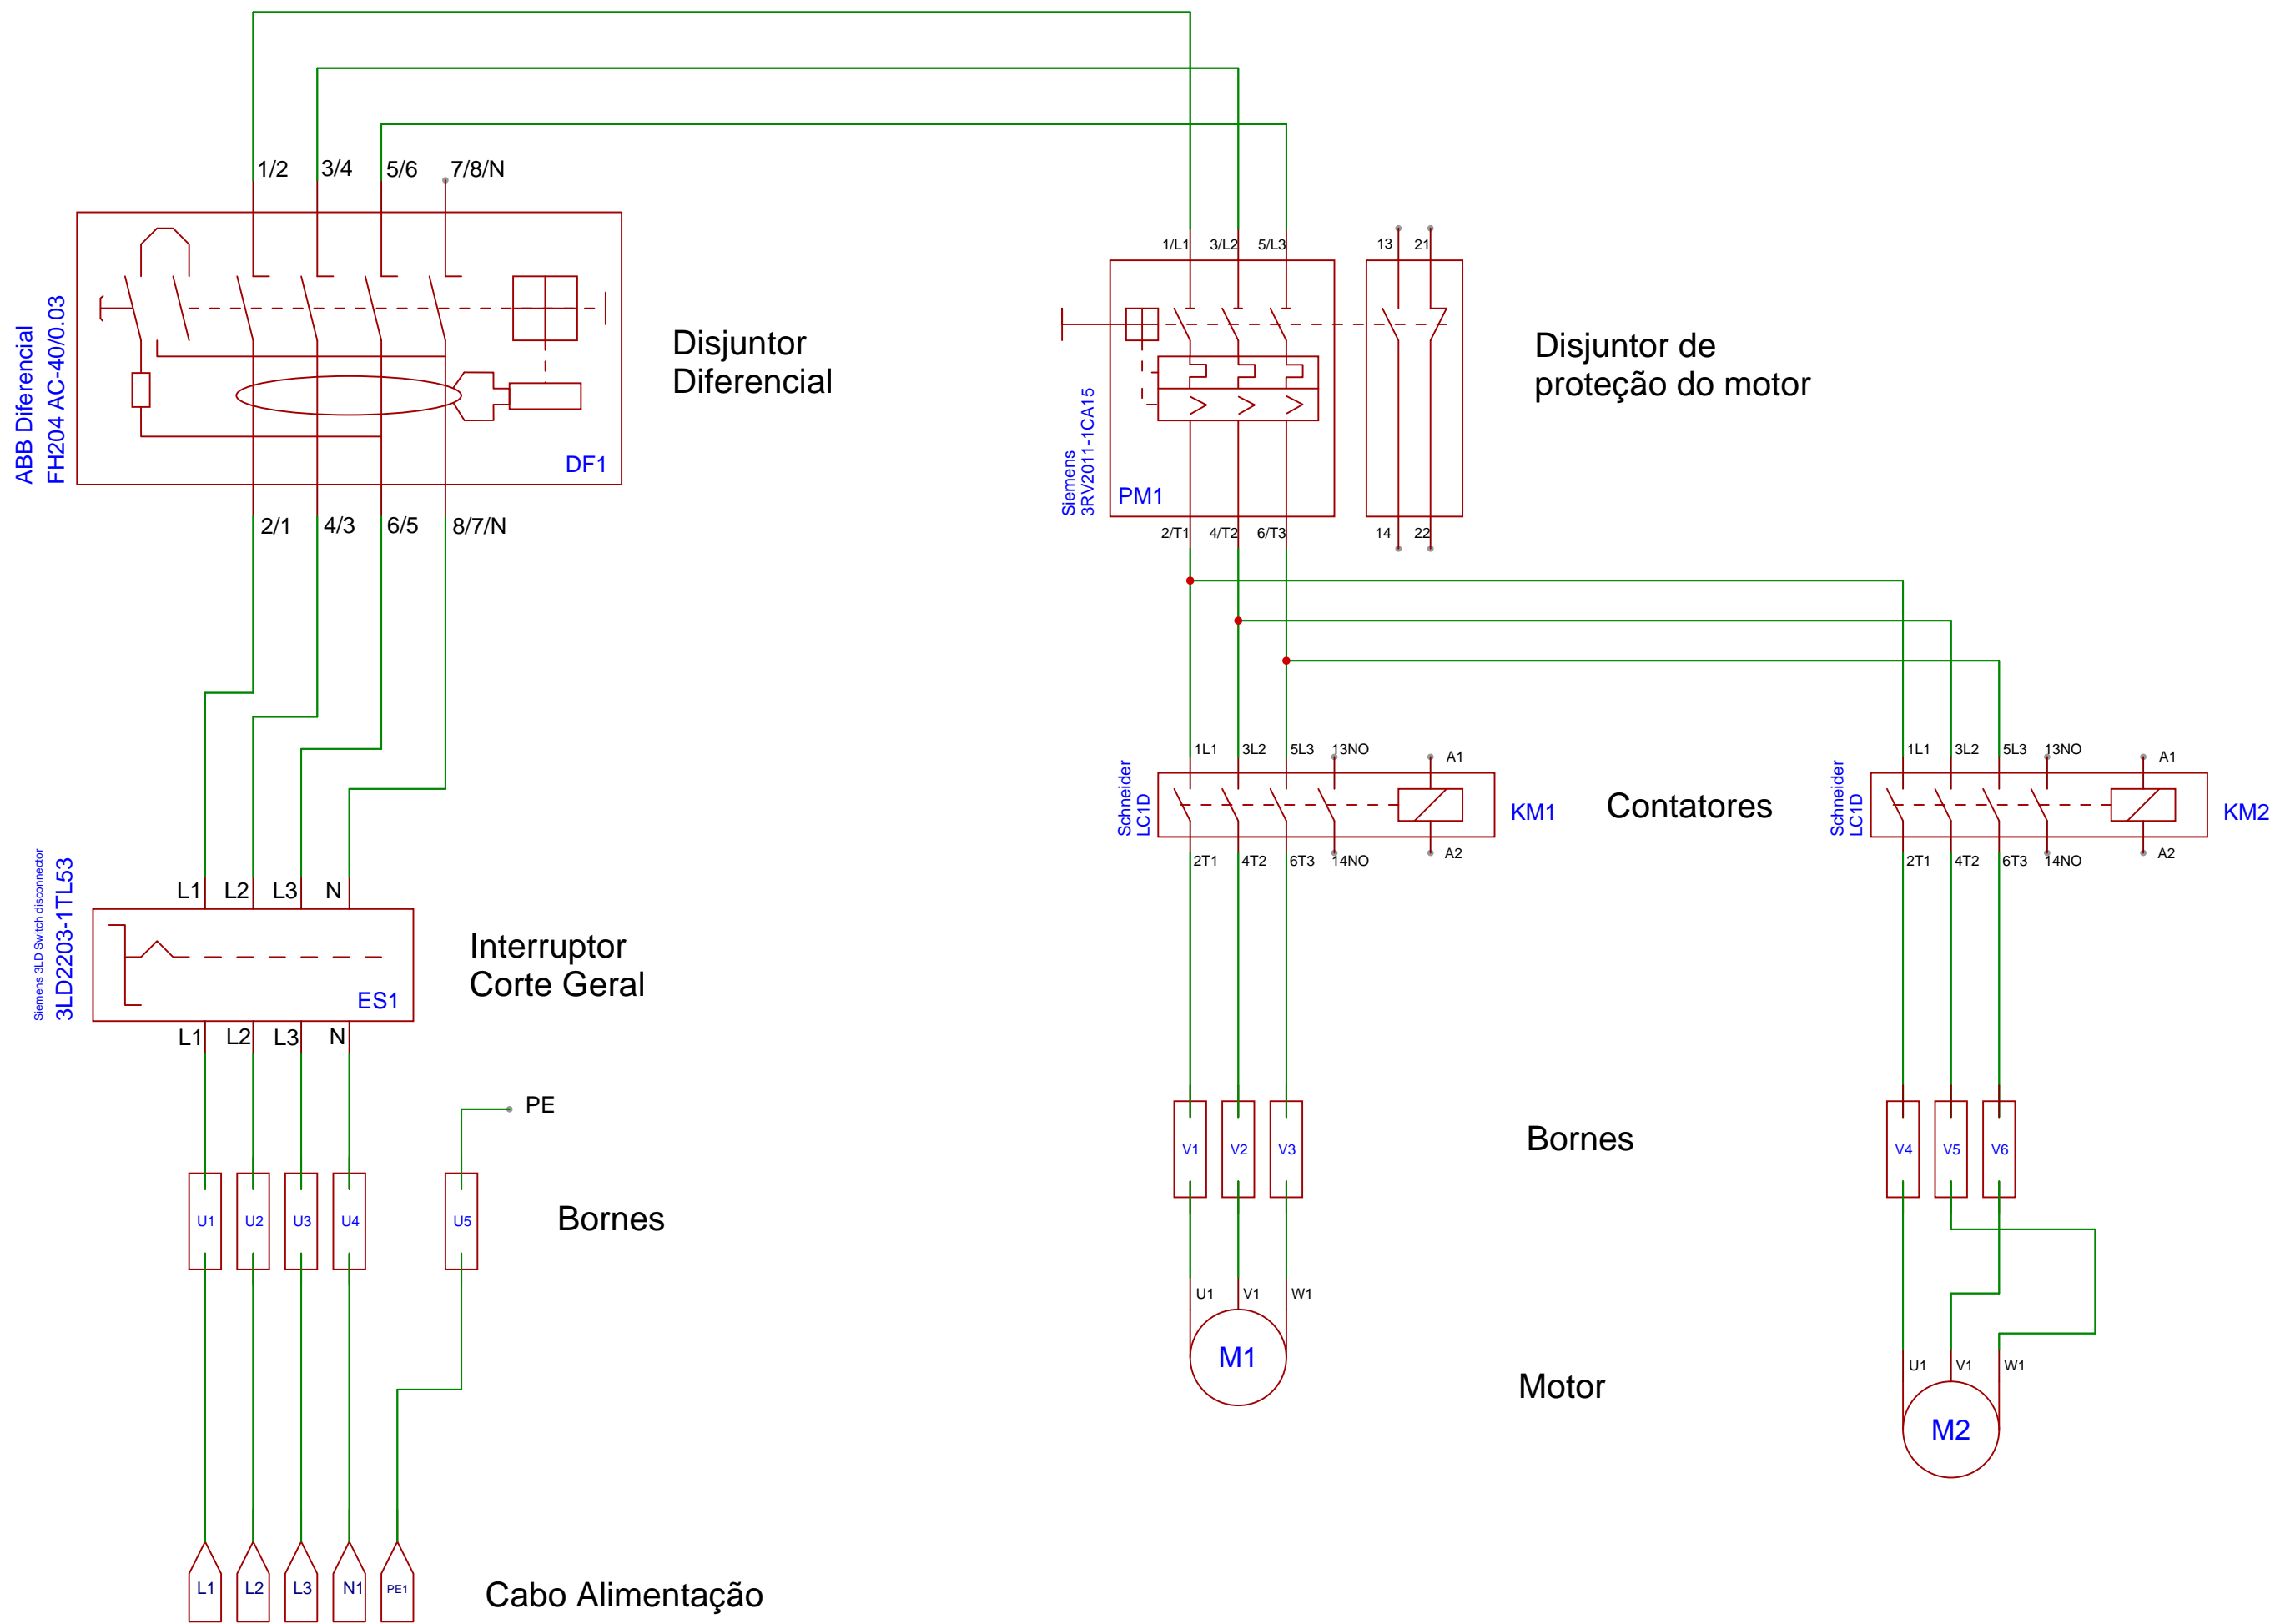 1/2 3/4 5/6 7/8/N
ABB Diferencial
FH204 AC-40/0.03
DF1
2/1 4/3 6/5 8/7/N
Disjuntor
Diferencial
1/L1 3/L2 5/L3 13 21
Siemens
3RV2011-1CA15
PM1
2/T1 4/T2 6/T3 14 22
Disjuntor de
proteção do motor
1L1 3L2 5L3 13NO A1
Schneider
LC1D
KM1
2T1 4T2 6T3 14NO A2
Contatores
1L1 3L2 5L3 13NO A1
Schneider
LC1D
KM2
2T1 4T2 6T3 14NO A2
L1 L2 L3 N
Siemens 3LD Switch disconnector
3LD2203-1TL53
ES1
L1 L2 L3 N
Interruptor
Corte Geral
PE
U1 U2 U3 U4 U5
Bornes
V1 V2 V3
Bornes
V4 V5 V6
U1 V1 W1
M1
Motor
U1 V1 W1
M2
L1 L2 L3 N1 PE1
Cabo Alimentação